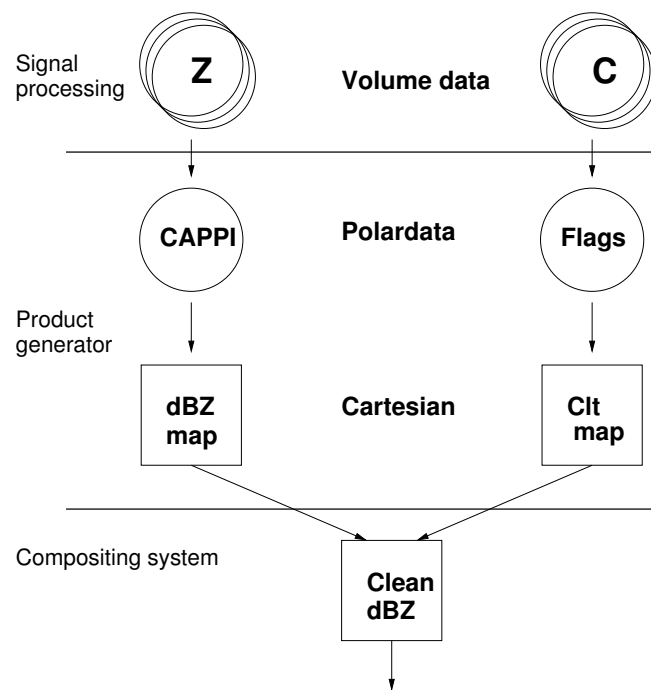 Signal
processing
Z
Volume data
C
CAPPI
Polardata
Flags
Product
generator
dBZ
map
Cartesian
Clt
map
Compositing system
Clean
dBZ